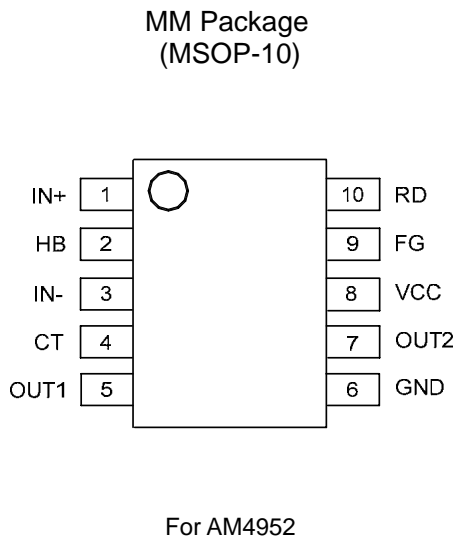 MM Package
(MSOP-10)
IN+ 1 10 RD
HB 2 9 FG
IN- 3 8 VCC
CT 4 7 OUT2
OUT1 5 6 GND
For AM4952